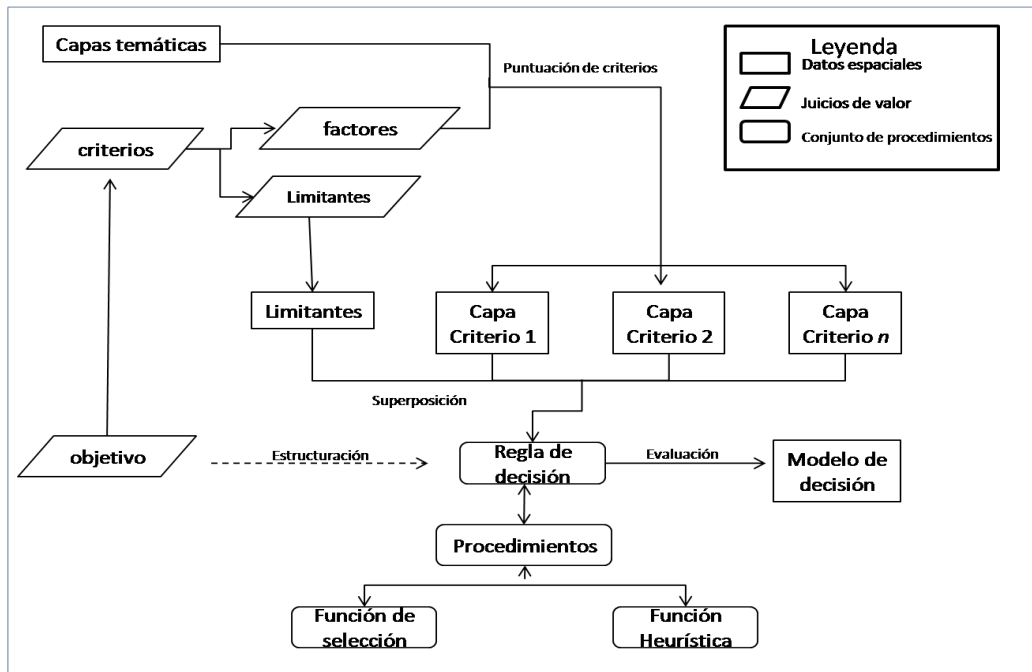 Capas temáticas
Puntuación de criterios
Leyenda
Datos espaciales
Juicios de valor
Conjunto de procedimientos
factores
criterios
Limitantes
Limitantes
Capa
Criterio 1
Capa
Criterio 2
Capa
Criterio n
Superposición
objetivo
Estructuración
Regla de
decisión
Evaluación
Modelo de
decisión
Procedimientos
Función de
selección
Función
Heurística